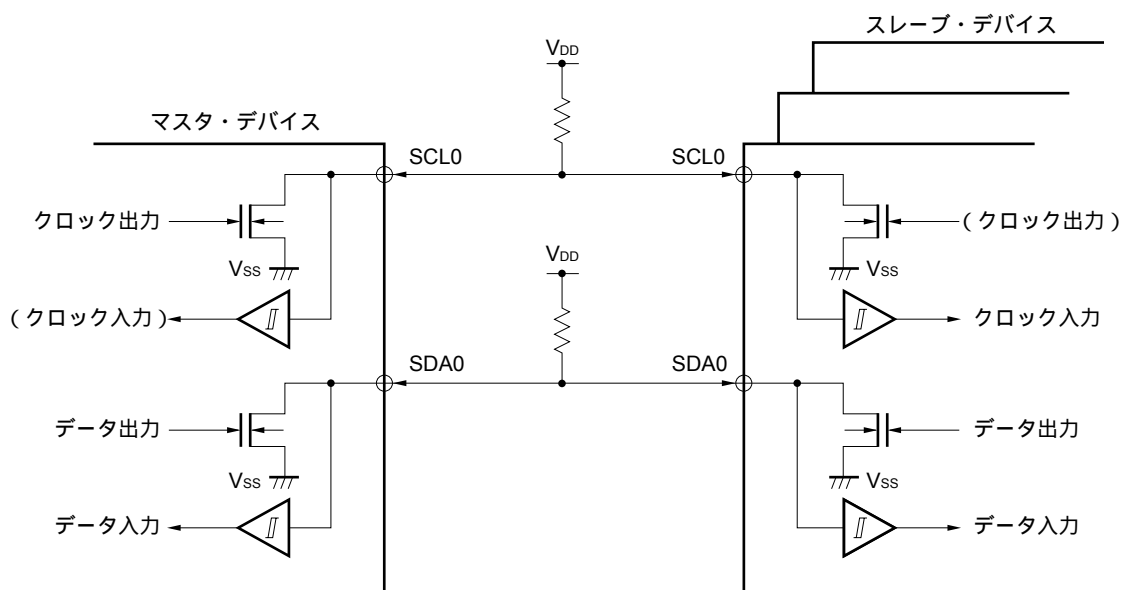 スレーブ・デバイス
VDD
マスタ・デバイス
SCL0
SCL0
クロック出力
(クロック出力)
VSS
VDD
VSS
(クロック入力)
クロック入力
SDA0
SDA0
データ出力
データ出力
VSS
VSS
データ入力
データ入力